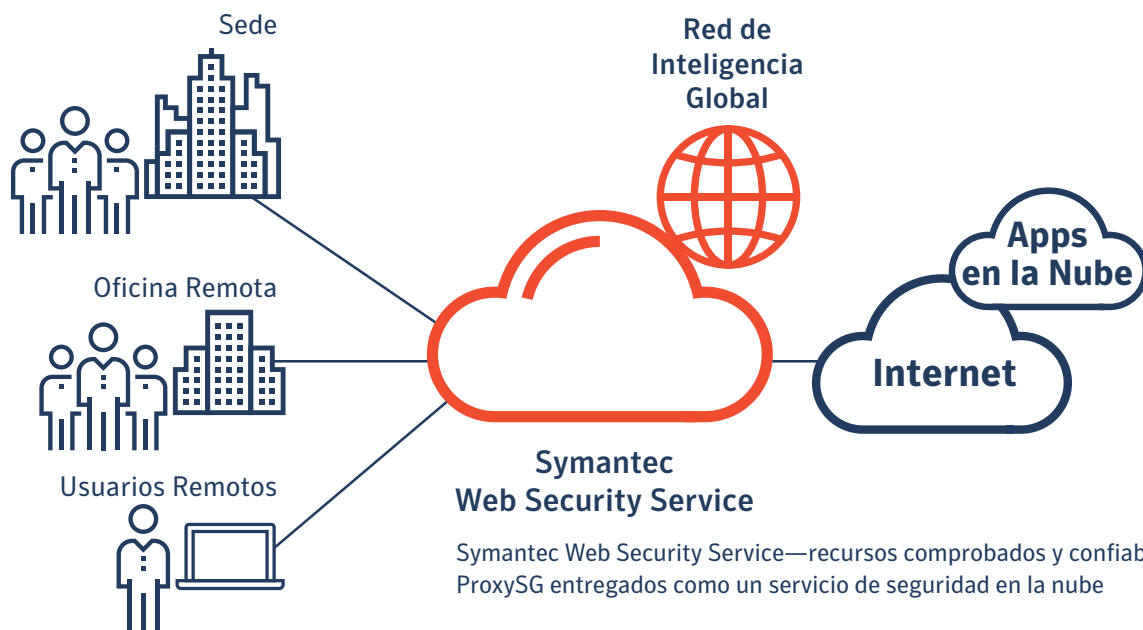 Sede
Red de
Inteligencia
Global
Apps
en la Nube
Oficina Remota
Internet
Symantec
Web Security Service
Usuarios Remotos
Symantec Web Security Service—recursos comprobados y
ProxySG entregados como un servicio de seguridad en la nube